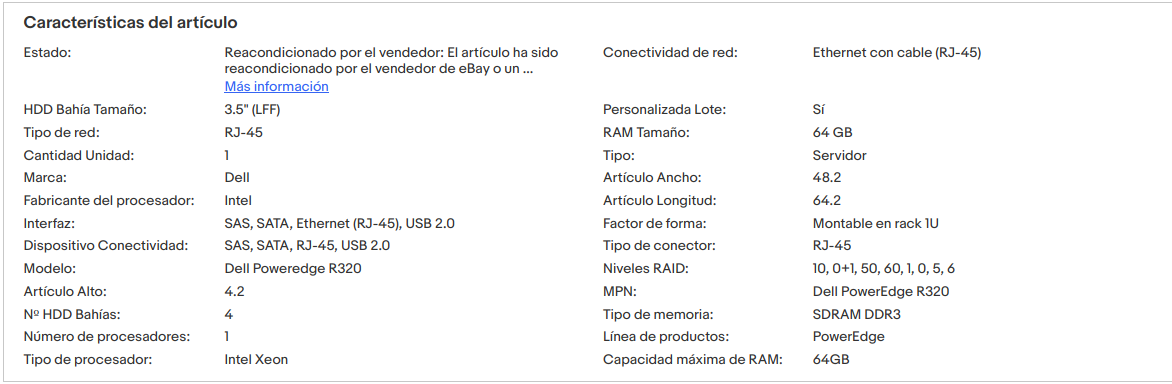 Características del artículo
Estado: Reacondicionado por el vendedor: El artículo ha sido reacondicionado por el vendedor de eBay o un ... Más información
Conectividad de red: Ethernet con cable (RJ-45)
HDD Bahía Tamaño: 3.5" (LFF)
Personalizada Lote: Sí
Tipo de red: RJ-45
RAM Tamaño: 64 GB
Cantidad Unidad: 1
Tipo: Servidor
Marca: Dell
Artículo Ancho: 48.2
Fabricante del procesador: Intel
Artículo Longitud: 64.2
Interfaz: SAS, SATA, Ethernet (RJ-45), USB 2.0
Factor de forma: Montable en rack 1U
Dispositivo Conectividad: SAS, SATA, RJ-45, USB 2.0
Tipo de conector: RJ-45
Modelo: Dell Poweredge R320
Niveles RAID: 10, 0+1, 50, 60, 1, 0, 5, 6
Artículo Alto: 4.2
MPN: Dell PowerEdge R320
Nº HDD Bahías: 4
Tipo de memoria: SDRAM DDR3
Número de procesadores: 1
Línea de productos: PowerEdge
Tipo de procesador: Intel Xeon
Capacidad máxima de RAM: 64GB